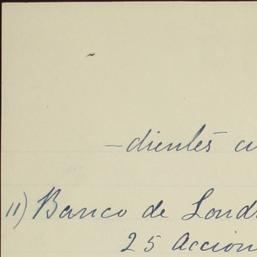 -dientes
11) Banco de Lond
25 Accion